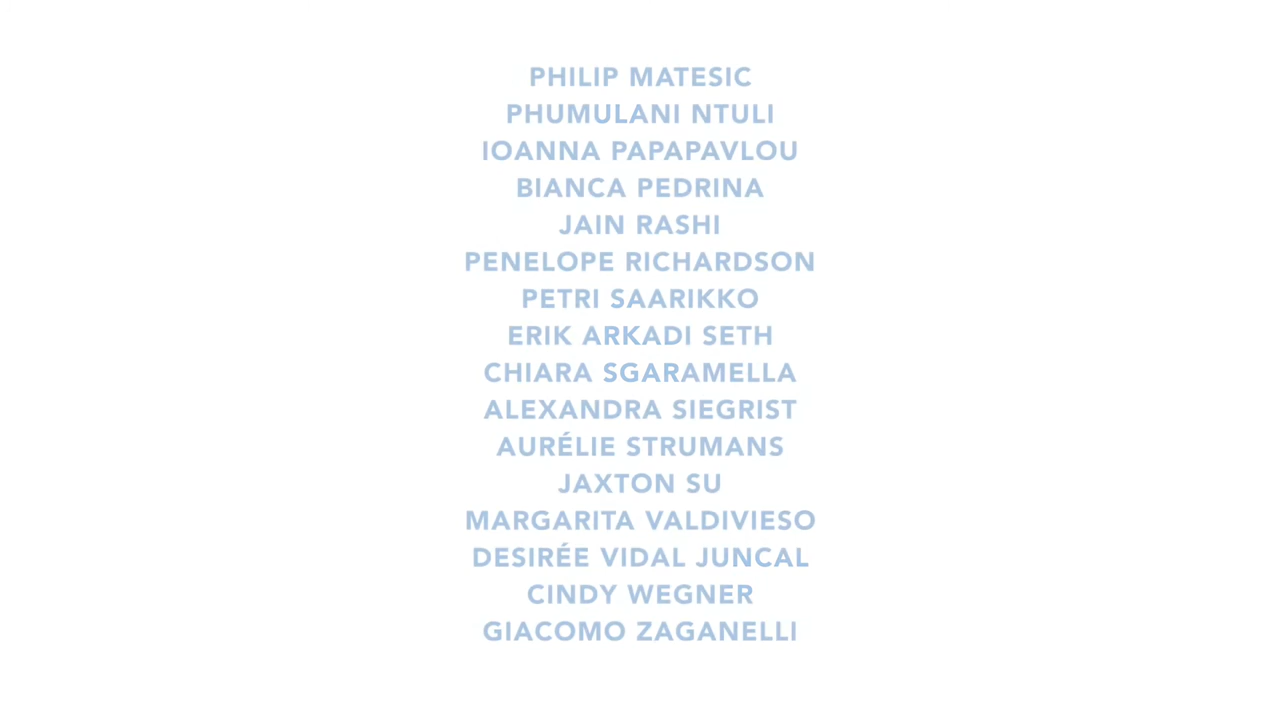 PHILIP MATESIC
PHUMULANI NTULI
IOANNA PAPAPAVLOU
BIANCA PEDRINA
JAIN RASHI
PENELOPE RICHARDSON
PETRI SAARIKKO
ERIK ARKADI SETH
CHIARA SGARAMELLA
ALEXANDRA SIEGRIST
AURÉLIE STRUMANS
JAXTON SU
MARGARITA VALDIVIESO
DESIRÉE VIDAL JUNCAL
CINDY WEGNER
GIACOMO ZAGANELLI